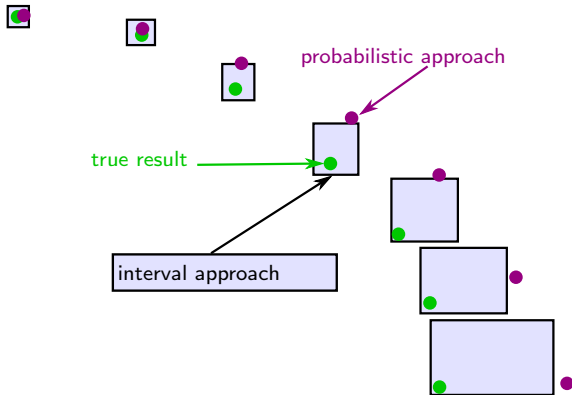 probabilistic approach
true result
interval approach